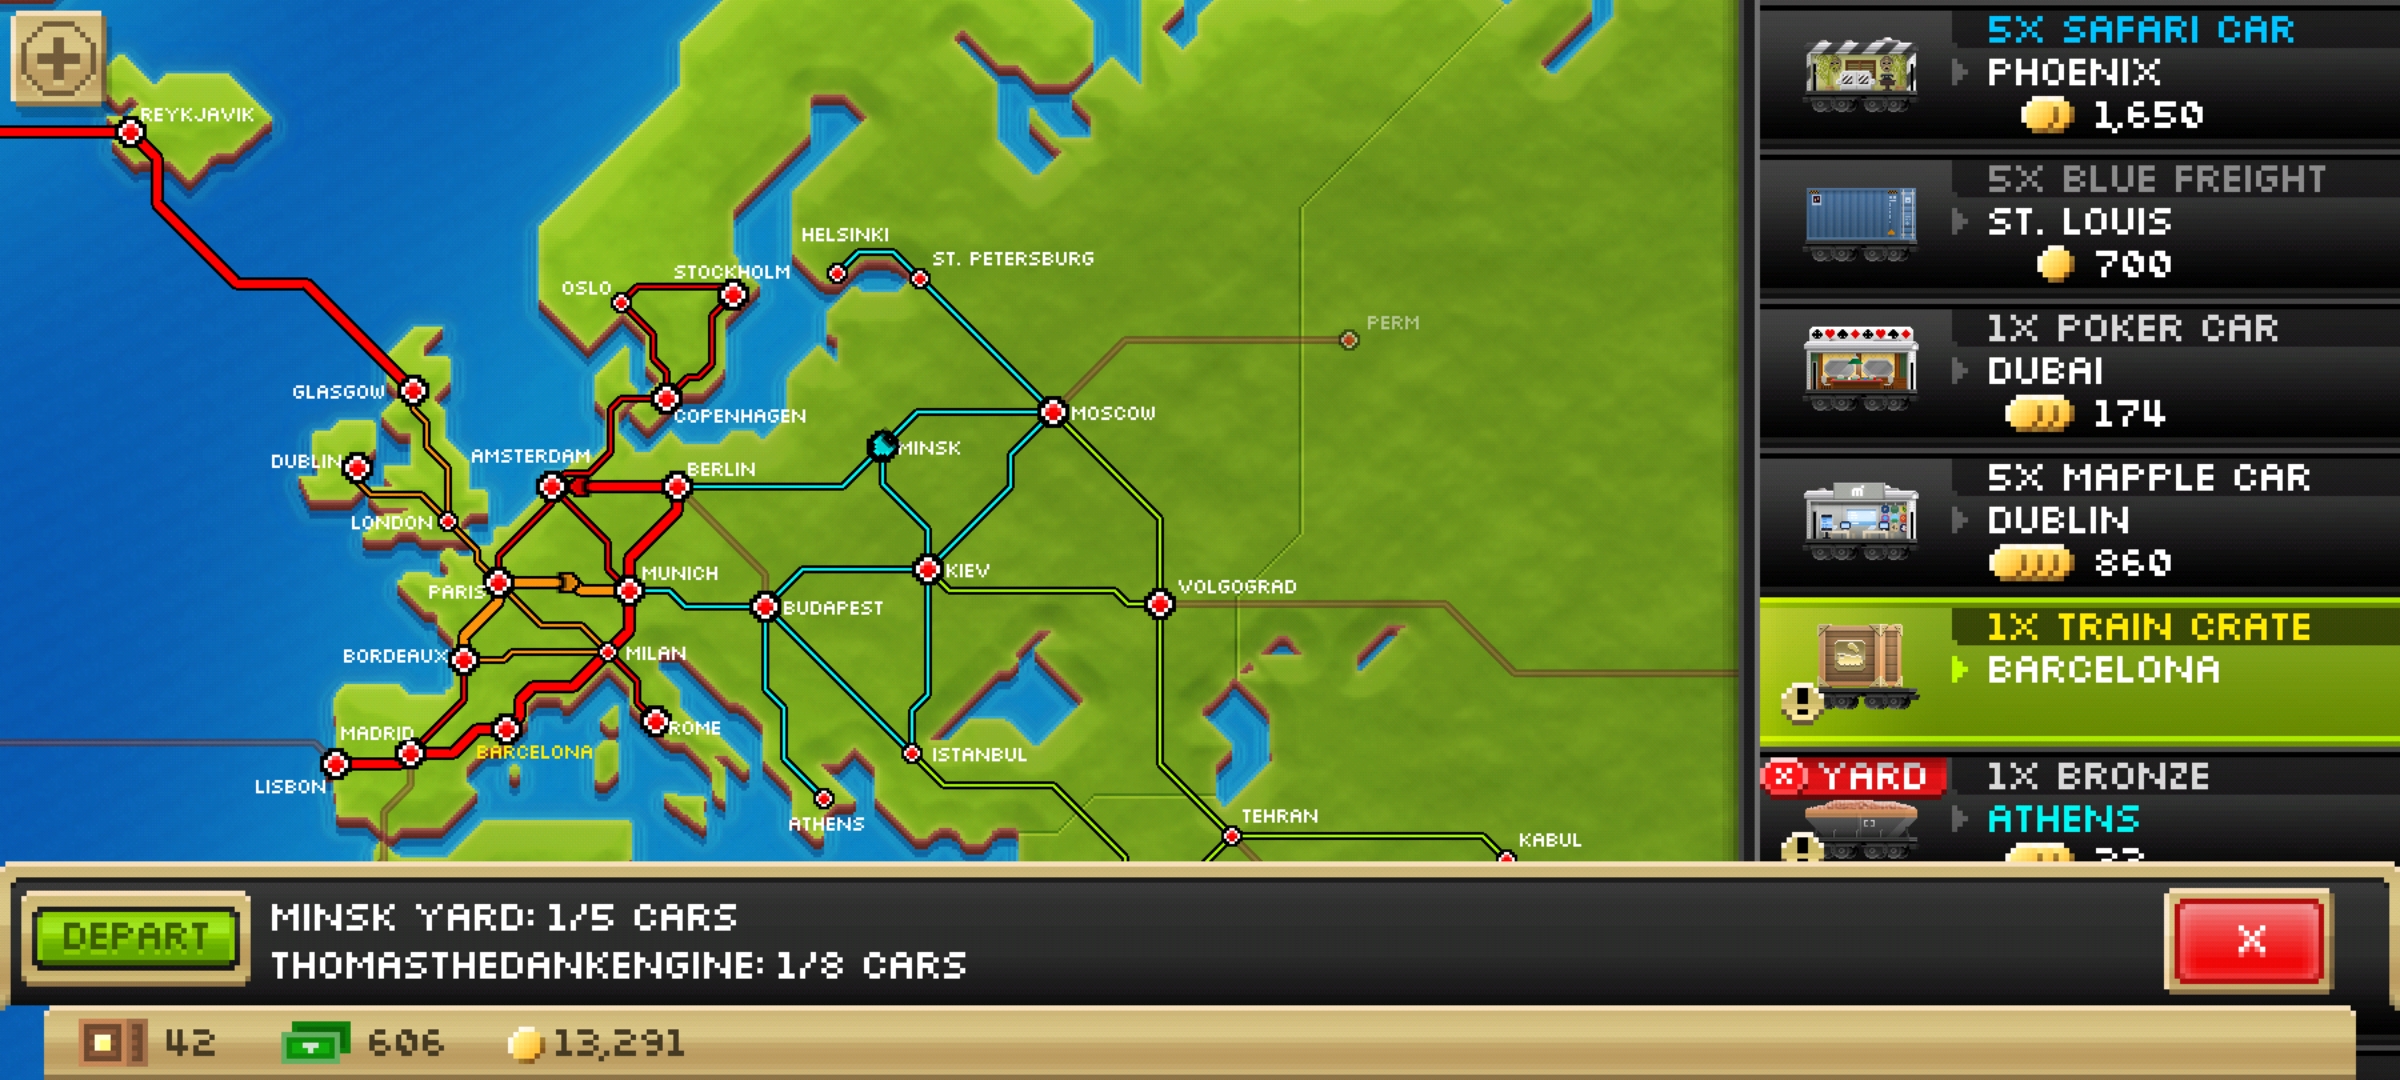 REYKJAVIK
HELSINKI
ST. PETERSBURG
STOCKHOLM
OSLO
PERM
GLASGOW
COPENHAGEN
MOSCOW
MINSK
DUBLIN
AMSTERDAM
BERLIN
LONDON
MUNICH
KIEV
PARIS
BUDAPEST
VOLGOGRAD
BORDEAUX
MILAN
MADRID
ROME
BARCELONA
ISTANBUL
LISBON
ATHENS
TEHRAN
KABUL
5X SAFARI CAR
PHOENIX
1,650
5X BLUE FREIGHT
ST. LOUIS
700
1X POKER CAR
DUBAI
174
5X MAPPLE CAR
DUBLIN
860
1X TRAIN CRATE
BARCELONA
X YARD 1X BRONZE
ATHENS
DEPART
MINSK YARD: 1/5 CARS
THOMASTHEDANKENGINE: 1/8 CARS
X
42 606 13,291